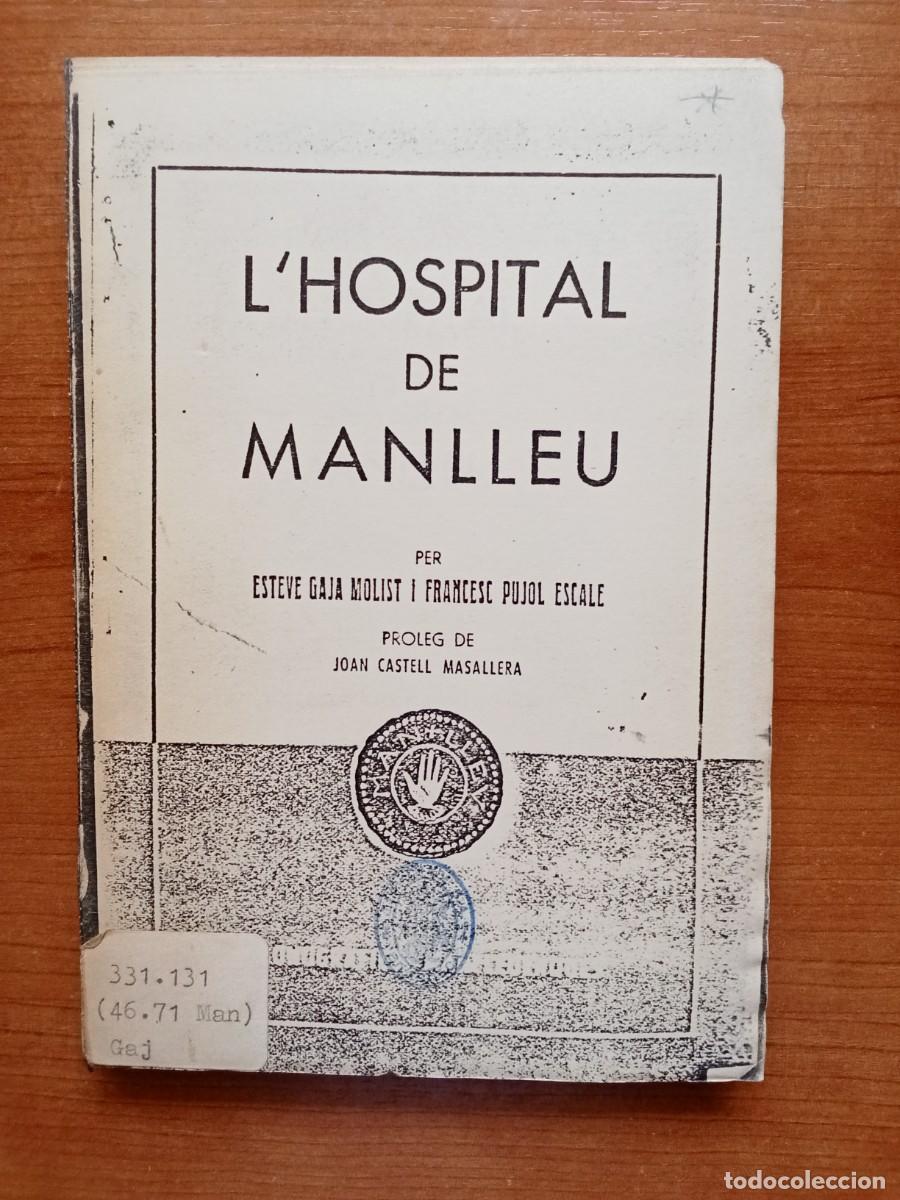 L'HOSPITAL
DE
MANLLEU
PER
ESTEVE GAJA MOLIST I FRANCESC PUJOL ESCALE
PROLEG DE
JOAN CASTELL MASALLERA
MANLLEV
331.131
(46.71 Man)
Gaj
todocoleccion